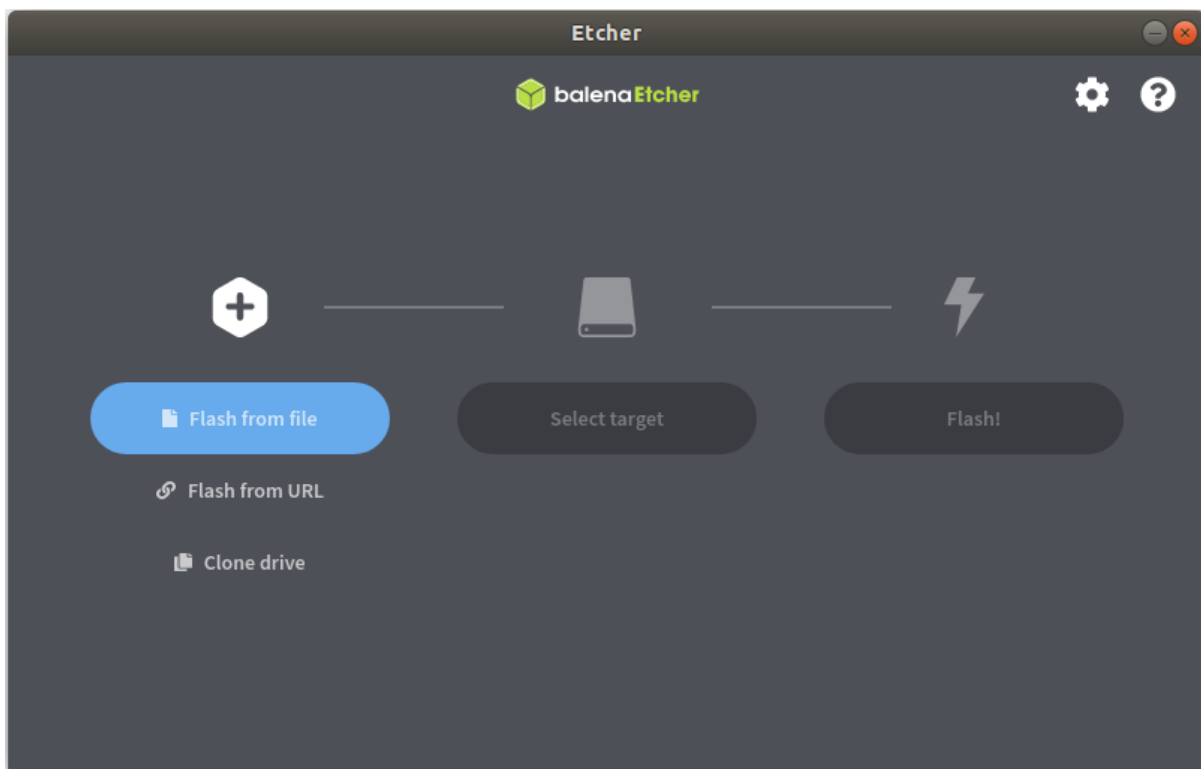 Etcher
balenaEtcher
Flash from file
Select target
Flash!
Flash from URL
Clone drive